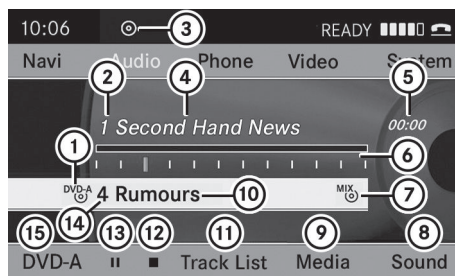 10:06 3 READY
Navi Audio Phone Video System
2 4 5
1 Second Hand News 00:00
1 6
DVD-A 4 Rumours 10 MIX 7
14
15 13 12 11 9 8
DVD-A Track List Media Sound